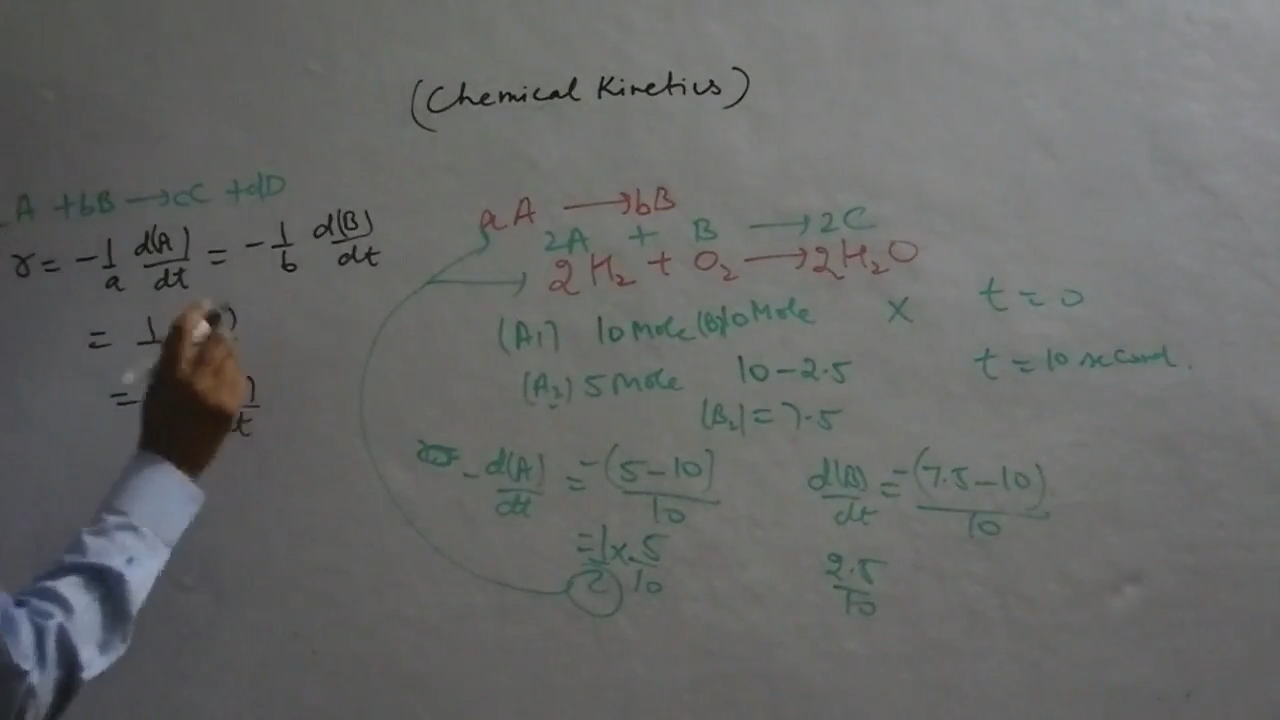 (Chemical Kinetics)
A + bB → cC + dD
r = -1/a d(A)/dt = -1/b d(B)/dt
= 1
=
aA → bB
2A + B → 2C
2H₂ + O₂ → 2H₂O
(A₁) 10 Mole (B) 10 Mole X t = 0
(A₂) 5 Mole 10 - 2.5 t = 10 second.
(B₂) = 7.5
- d(A)/dt = -(5-10)/10 d(B)/dt = -(7.5-10)/10
= 1/2 × 5/10 2.5/10